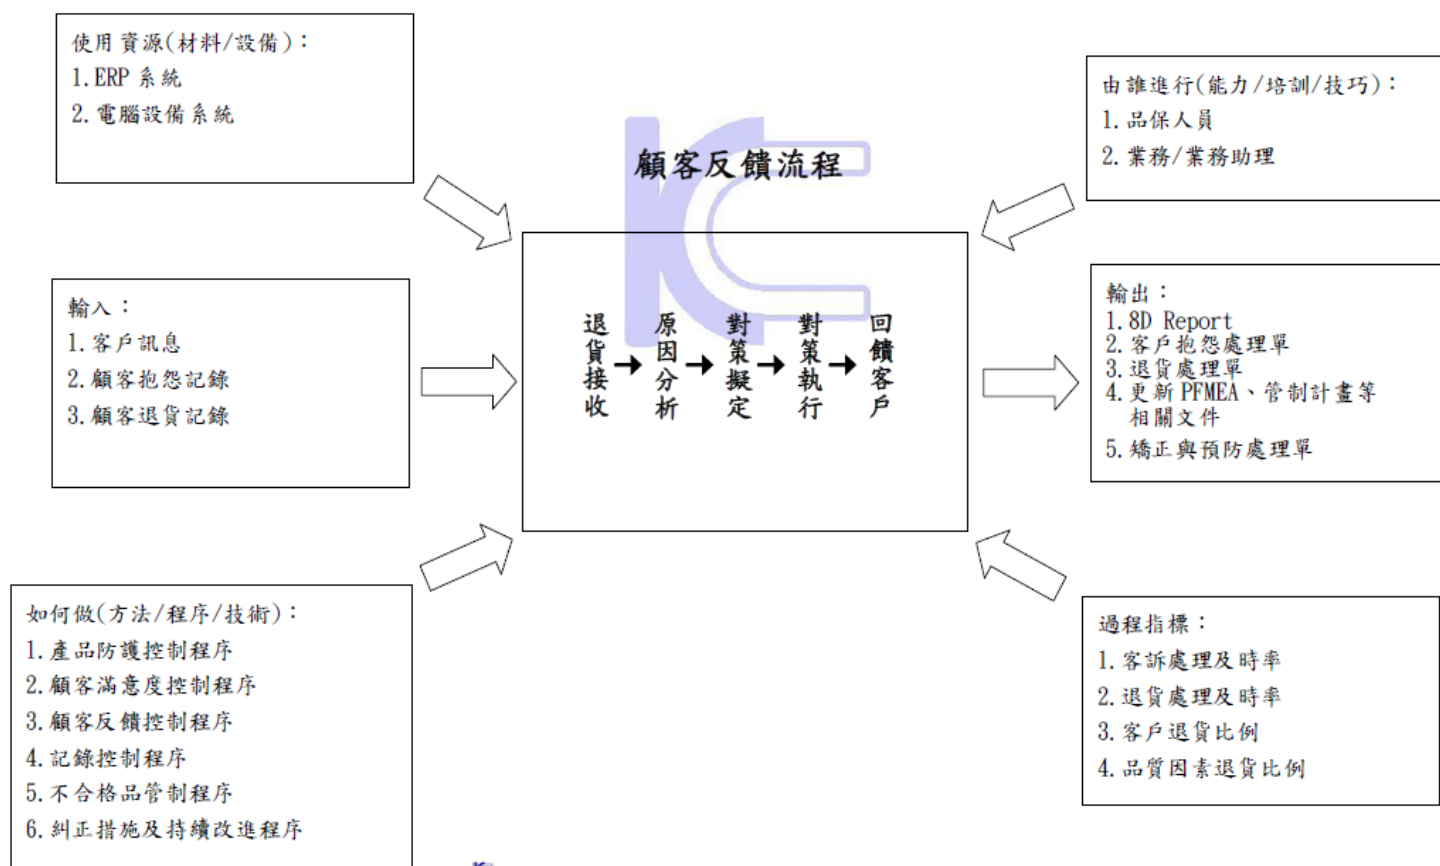 使用資源(材料/設備)：
1.ERP 系統
2.電腦設備系統
由誰進行(能力/培訓/技巧)：
1.品保人員
2.業務/業務助理
顧客反饋流程
輸入：
1.客戶訊息
2.顧客抱怨記錄
3.顧客退貨記錄
退貨接收
原因分析
對策擬定
對策執行
回饋客戶
輸出：
1.8D Report
2.客戶抱怨處理單
3.退貨處理單
4.更新 PFMEA、管制計畫等
相關文件
5.矯正與預防處理單
如何做(方法/程序/技術)：
1.產品防護控制程序
2.顧客滿意度控制程序
3.顧客反饋控制程序
4.記錄控制程序
5.不合格品管制程序
6.糾正措施及持續改進程序
過程指標：
1.客訴處理及時率
2.退貨處理及時率
3.客戶退貨比例
4.品質因素退貨比例